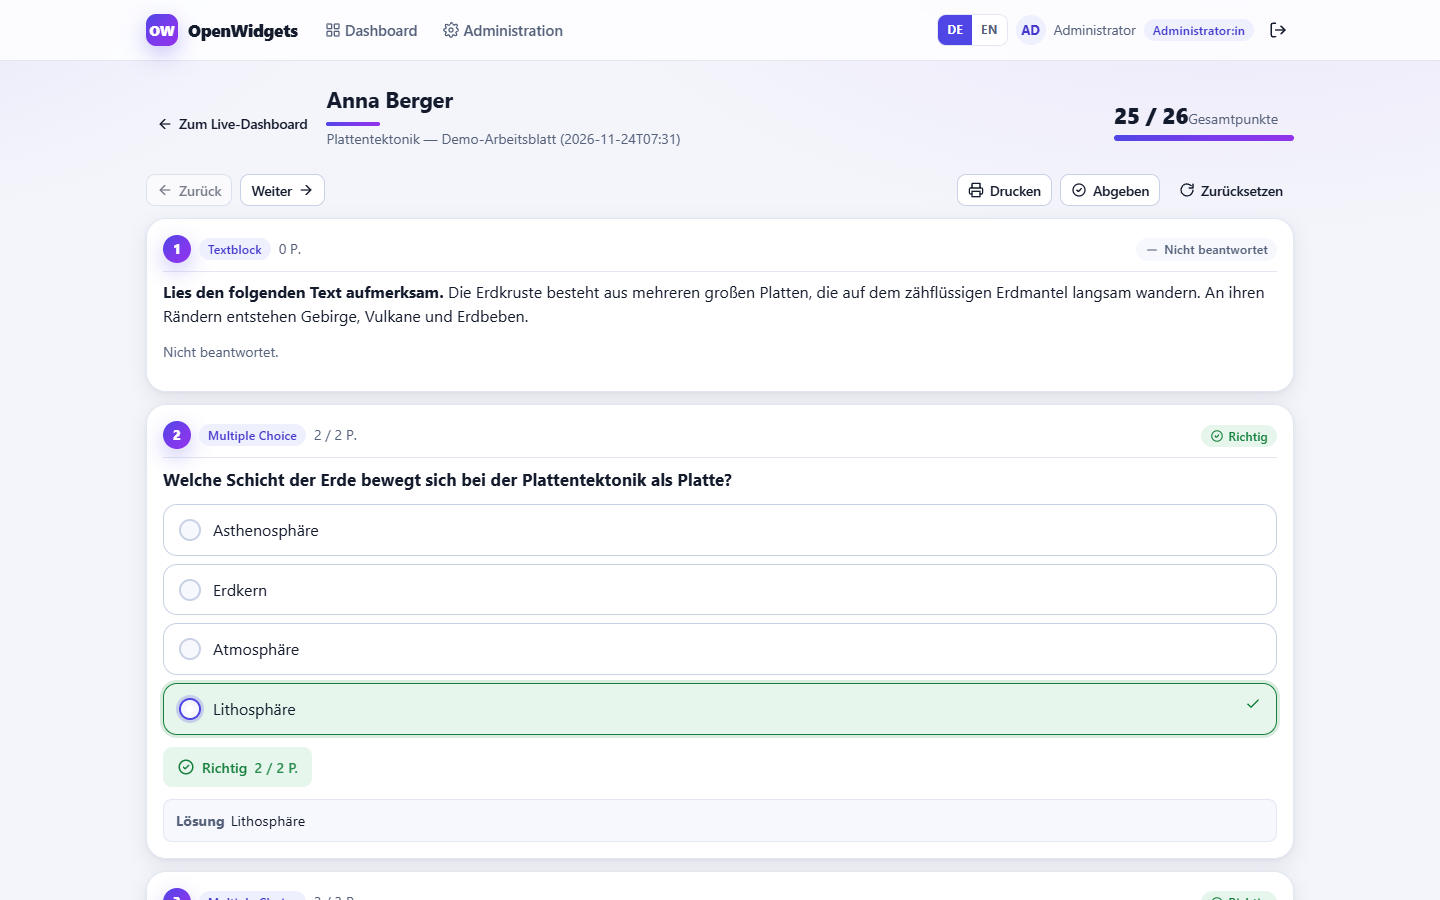 OW OpenWidgets Dashboard Administration DE EN AD Administrator Administrator:in
Zum Live-Dashboard
Anna Berger
Plattentektonik — Demo-Arbeitsblatt (2026-11-24T07:31)
25 / 26 Gesamtpunkte
Zurück Weiter Drucken Abgeben Zurücksetzen
1 Textblock 0 P. — Nicht beantwortet
Lies den folgenden Text aufmerksam. Die Erdkruste besteht aus mehreren großen Platten, die auf dem zähflüssigen Erdmantel langsam wandern. An ihren
Rändern entstehen Gebirge, Vulkane und Erdbeben.
Nicht beantwortet.
2 Multiple Choice 2 / 2 P. Richtig
Welche Schicht der Erde bewegt sich bei der Plattentektonik als Platte?
Asthenosphäre
Erdkern
Atmosphäre
Lithosphäre
Richtig 2 / 2 P.
Lösung Lithosphäre